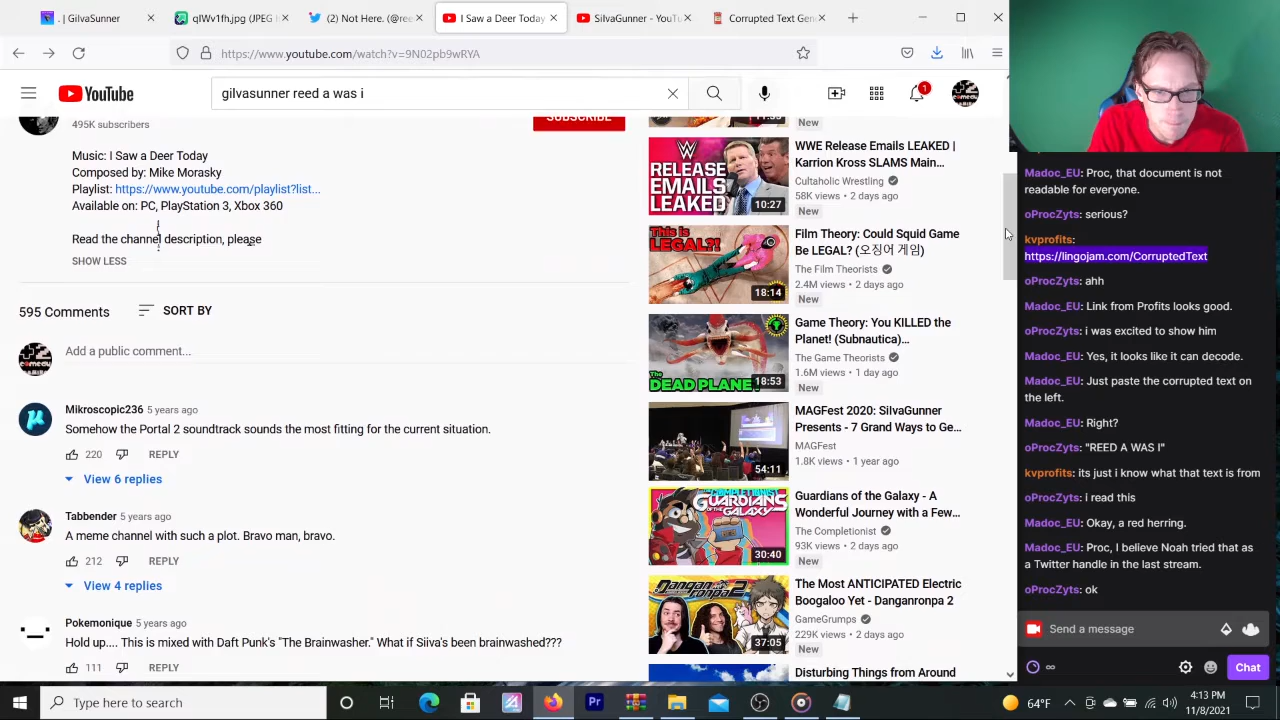 . | GilvaSunner
qlWv1fh.jpg (JPEG
(2) Not Here. (@ree
I Saw a Deer Today
SilvaGunner - YouT
Corrupted Text Gen
https://www.youtube.com/watch?v=9N02pb9wRYA
YouTube
gilvasunner reed a was i
1
495K subscribers
SUBSCRIBE
Music: I Saw a Deer Today
Composed by: Mike Morasky
Playlist: https://www.youtube.com/playlist?list...
Available on: PC, PlayStation 3, Xbox 360
Read the channel description, please
SHOW LESS
595 Comments
SORT BY
Add a public comment...
Mikroscopic236 5 years ago
Somehow the Portal 2 soundtrack sounds the most fitting for the current situation.
220 REPLY
View 6 replies
Tabbender 5 years ago
A meme channel with such a plot. Bravo man, bravo.
212 REPLY
View 4 replies
Pokemonique 5 years ago
Hold up.... This is mixed with Daft Punk's "The Brainwasher." What if Siiva's been brainwashed???
111 REPLY
New
RELEASE
EMAILS
LEAKED
10:27
WWE Release Emails LEAKED |
Karrion Kross SLAMS Main...
Cultaholic Wrestling
58K views • 2 days ago
New
This is
LEGAL?!
18:14
Film Theory: Could Squid Game
Be LEGAL? (오징어 게임)
The Film Theorists
2.4M views • 2 days ago
New
The
DEAD PLANET
18:53
Game Theory: You KILLED the
Planet! (Subnautica)...
The Game Theorists
1.6M views • 1 day ago
New
54:11
MAGFest 2020: SilvaGunner
Presents - 7 Grand Ways to Ge...
MAGFest
1.8K views • 1 year ago
THE COMPLETIONIST
GUARDIANS
OF THE GALAXY
30:40
Guardians of the Galaxy - A
Wonderful Journey with a Few...
The Completionist
93K views • 2 days ago
New
Danganronpa 2
37:05
The Most ANTICIPATED Electric
Boogaloo Yet - Danganronpa 2
GameGrumps
229K views • 2 days ago
New
Disturbing Things from Around
Madoc_EU: Proc, that document is not
readable for everyone.
oProcZyts: serious?
kvprofits:
https://lingojam.com/CorruptedText
oProcZyts: ahh
Madoc_EU: Link from Profits looks good.
oProcZyts: i was excited to show him
Madoc_EU: Yes, it looks like it can decode.
Madoc_EU: Just paste the corrupted text on
the left.
Madoc_EU: Right?
oProcZyts: "REED A WAS I"
kvprofits: its just i know what that text is from
oProcZyts: i read this
Madoc_EU: Okay, a red herring.
Madoc_EU: Proc, I believe Noah tried that as
a Twitter handle in the last stream.
oProcZyts: ok
Send a message
Chat
Type here to search
Pr
64°F
4:13 PM
11/8/2021